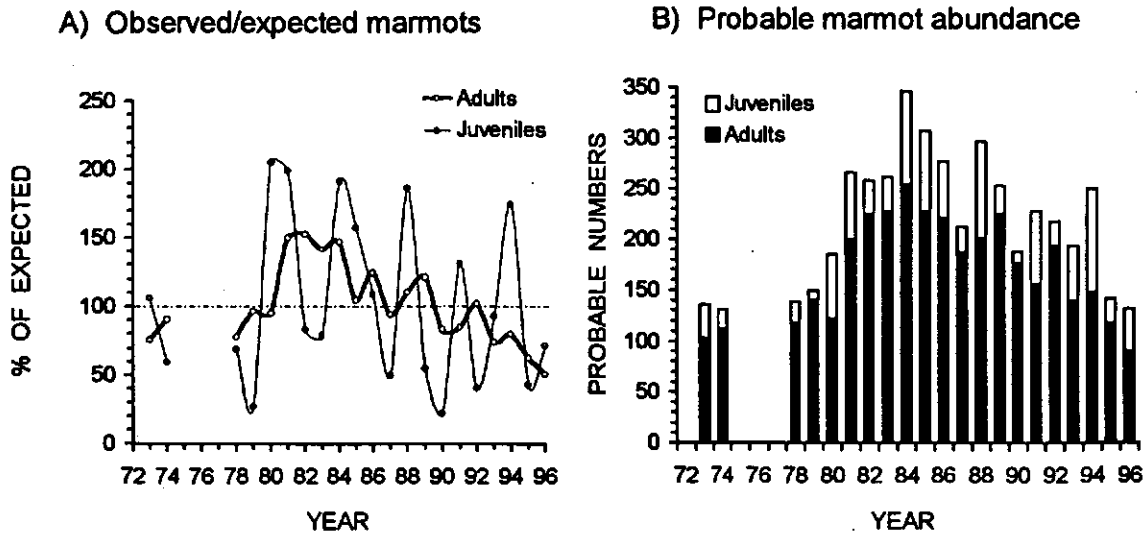 A) Observed/expected marmots
250
200
150
100
50
0
% OF EXPECTED
Adults
Juveniles
72 74 76 78 80 82 84 86 88 90 92 94 96
YEAR
B) Probable marmot abundance
350
300
250
200
150
100
50
0
PROBABLE NUMBERS
Juveniles
Adults
72 74 76 78 80 82 84 86 88 90 92 94 96
YEAR